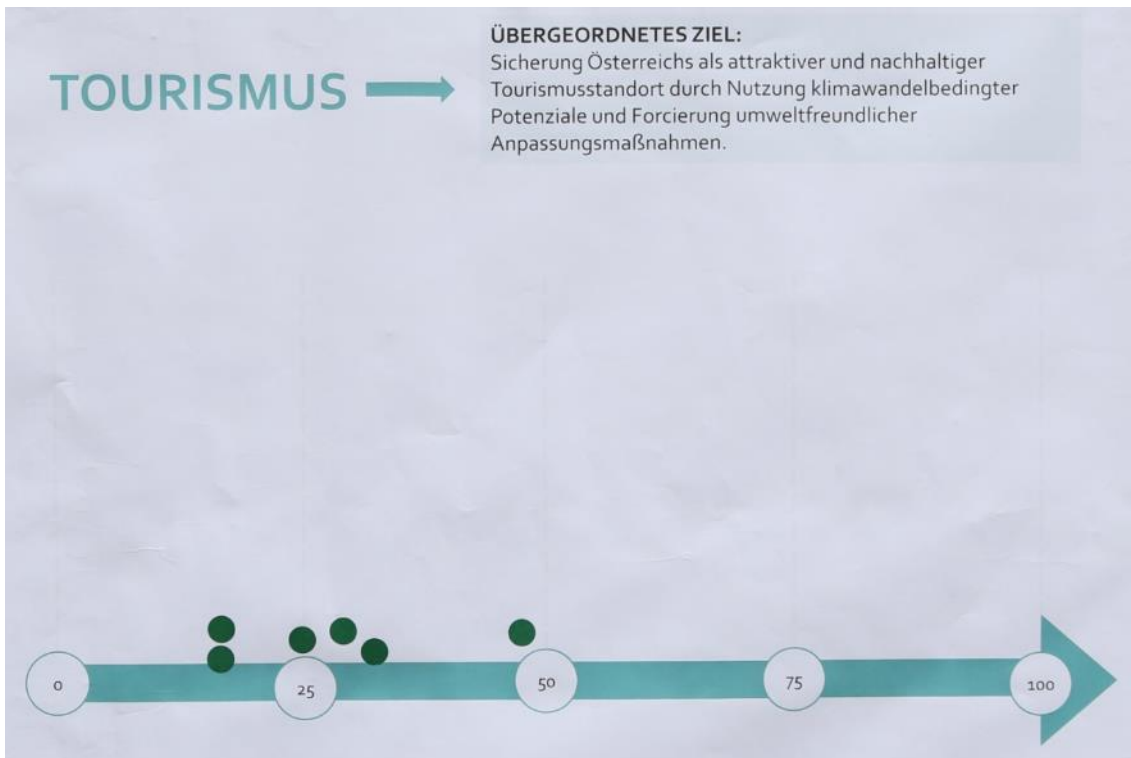 TOURISMUS
ÜBERGEORDNETES ZIEL:
Sicherung Österreichs als attraktiver und nachhaltiger
Tourismusstandort durch Nutzung klimawandelbedingter
Potenziale und Forcierung umweltfreundlicher
Anpassungsmaßnahmen.
0
25
50
75
100